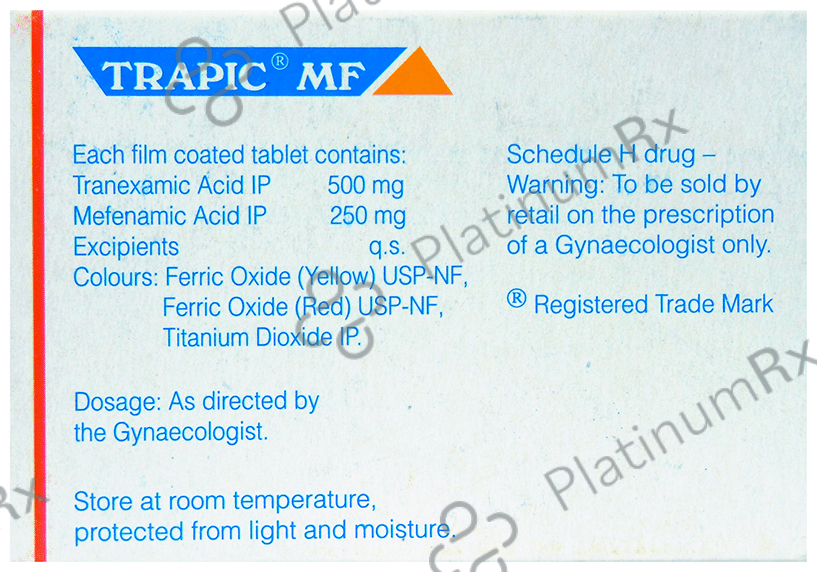 TRAPIC® MF
Each film coated tablet contains:
Tranexamic Acid IP 500 mg
Mefenamic Acid IP 250 mg
Excipients q.s.
Colours: Ferric Oxide (Yellow) USP-NF,
Ferric Oxide (Red) USP-NF,
Titanium Dioxide IP.
Dosage: As directed by
the Gynaecologist.
Store at room temperature,
protected from light and moisture.
Schedule H drug –
Warning: To be sold by
retail on the prescription
of a Gynaecologist only.
® Registered Trade Mark
PlatinumRx
PlatinumRx
PlatinumRx
Rx